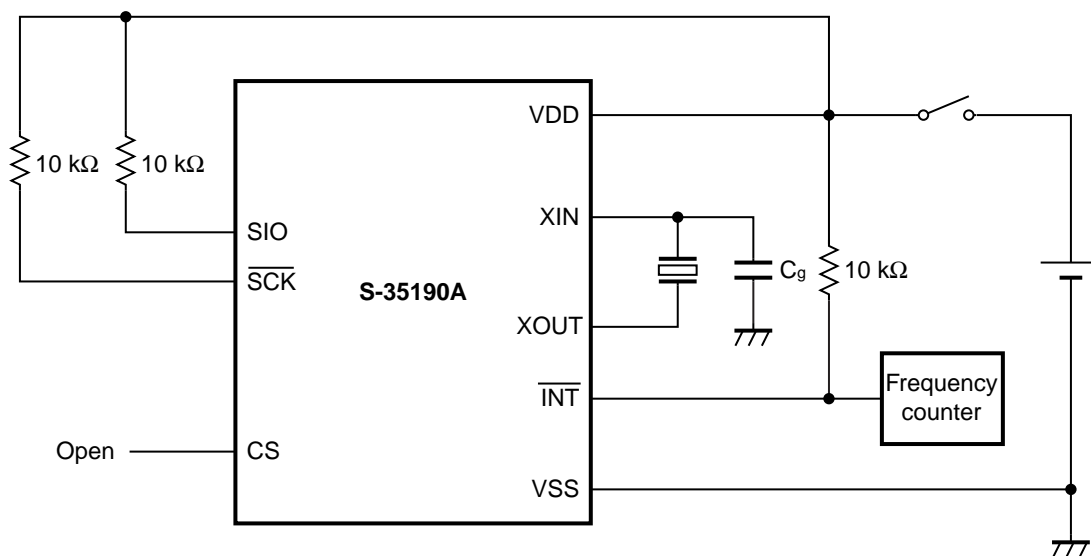 VDD
10 kΩ
10 kΩ
XIN
SIO
Cg
10 kΩ
SCK
S-35190A
XOUT
INT
Frequency
counter
Open
CS
VSS